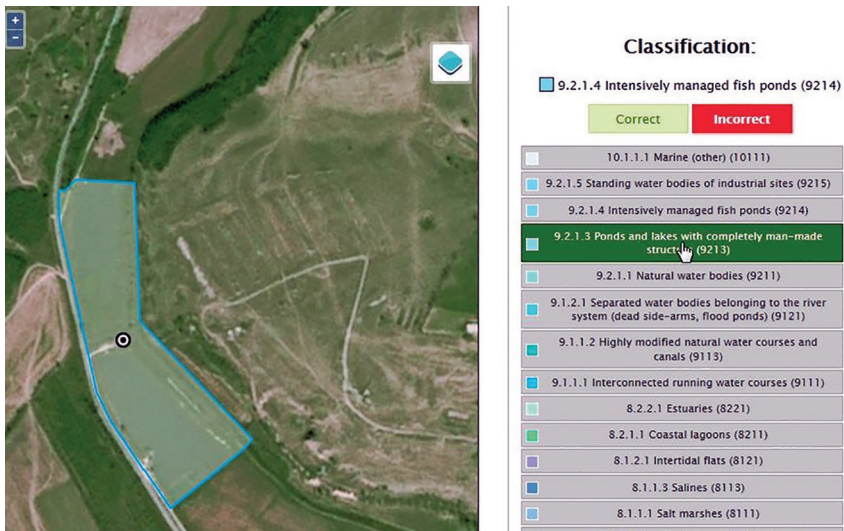 +
−
Classification:
9.2.1.4 Intensively managed fish ponds (9214)
Correct
Incorrect
10.1.1.1 Marine (other) (10111)
9.2.1.5 Standing water bodies of industrial sites (9215)
9.2.1.4 Intensively managed fish ponds (9214)
9.2.1.3 Ponds and lakes with completely man-made
(9213)
9.2.1.1 Natural water bodies (9211)
9.1.2.1 Separated water bodies belonging to the river
system (dead side-arms, flood ponds) (9121)
9.1.1.2 Highly modified natural water courses and
canals (9113)
9.1.1.1 Interconnected running water courses (9111)
8.2.2.1 Estuaries (8221)
8.2.1.1 Coastal lagoons (8211)
8.1.2.1 Intertidal flats (8121)
8.1.1.3 Salines (8113)
8.1.1.1 Salt marshes (8111)